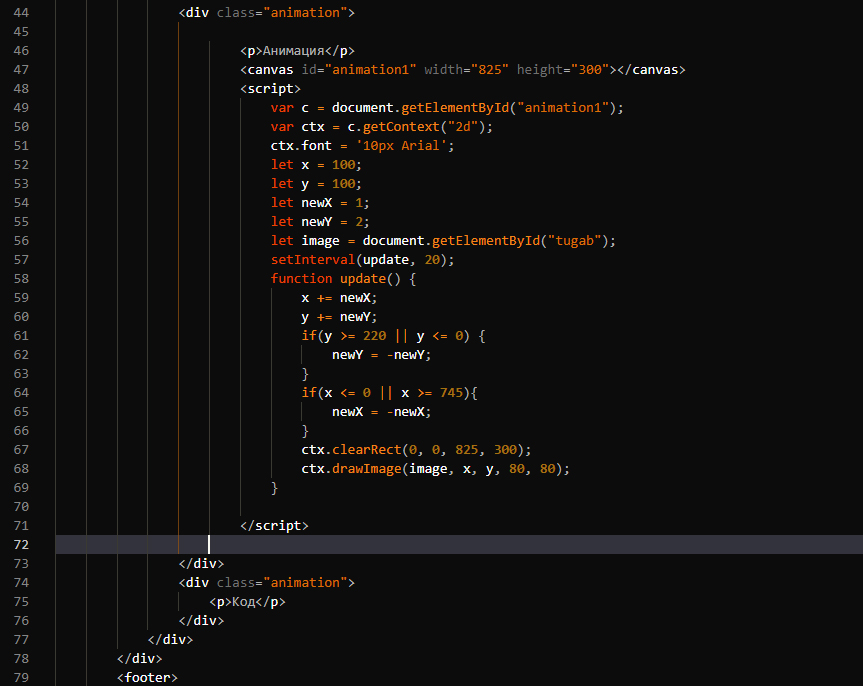 44 <div class="animation">
45
46 <p>Анимация</p>
47 <canvas id="animation1" width="825" height="300"></canvas>
48 <script>
49 var c = document.getElementById("animation1");
50 var ctx = c.getContext("2d");
51 ctx.font = '10px Arial';
52 let x = 100;
53 let y = 100;
54 let newX = 1;
55 let newY = 2;
56 let image = document.getElementById("tugab");
57 setInterval(update, 20);
58 function update() {
59 x += newX;
60 y += newY;
61 if(y >= 220 || y <= 0) {
62 newY = -newY;
63 }
64 if(x <= 0 || x >= 745){
65 newX = -newX;
66 }
67 ctx.clearRect(0, 0, 825, 300);
68 ctx.drawImage(image, x, y, 80, 80);
69 }
70
71 </script>
72
73 </div>
74 <div class="animation">
75 <p>Код</p>
76 </div>
77 </div>
78 </div>
79 <footer>